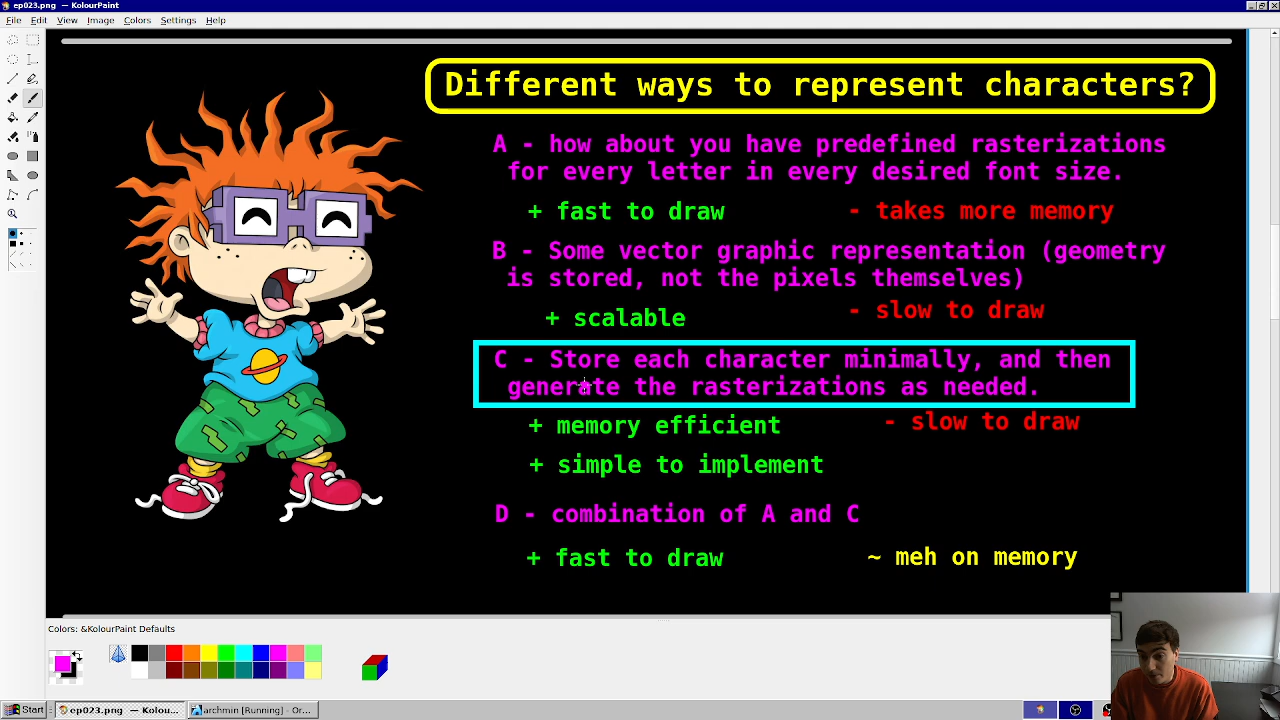 ep023.png — KolourPaint
File Edit View Image Colors Settings Help
Different ways to represent characters?
A - how about you have predefined rasterizations
for every letter in every desired font size.
+ fast to draw - takes more memory
B - Some vector graphic representation (geometry
is stored, not the pixels themselves)
+ scalable - slow to draw
C - Store each character minimally, and then
generate the rasterizations as needed.
+ memory efficient - slow to draw
+ simple to implement
D - combination of A and C
+ fast to draw ~ meh on memory
Colors: &KolourPaint Defaults
Start ep023.png — Kolou... archmin [Running] - Or...